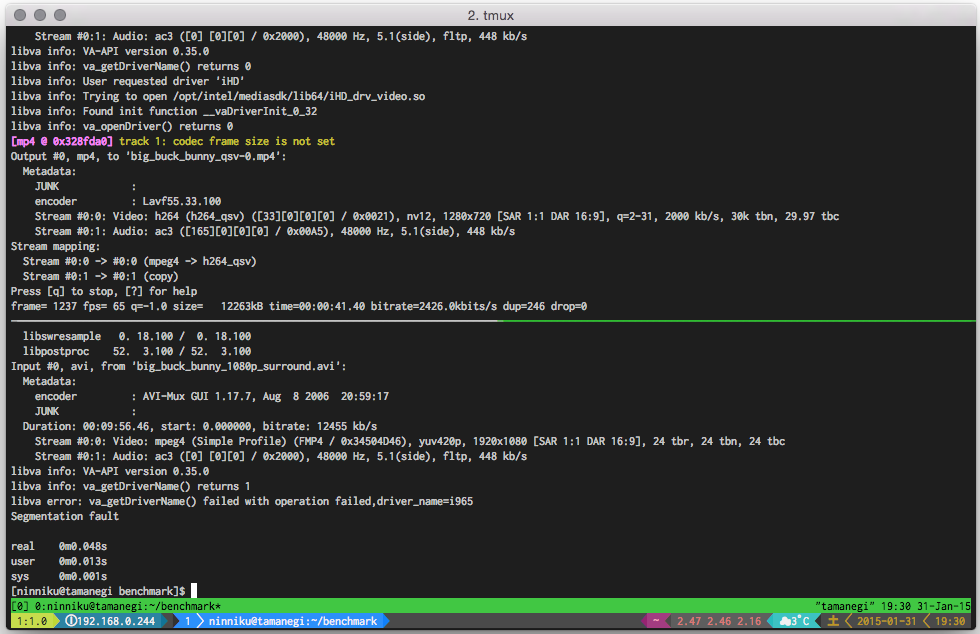 2. tmux
Stream #0:1: Audio: ac3 ([0] [0][0] / 0x2000), 48000 Hz, 5.1(side), fltp, 448 kb/s
libva info: VA-API version 0.35.0
libva info: va_getDriverName() returns 0
libva info: User requested driver 'iHD'
libva info: Trying to open /opt/intel/mediasdk/lib64/iHD_drv_video.so
libva info: Found init function __vaDriverInit_0_32
libva info: va_openDriver() returns 0
[mp4 @ 0x328fda0] track 1: codec frame size is not set
Output #0, mp4, to 'big_buck_bunny_qsv-0.mp4':
Metadata:
JUNK :
encoder : Lavf55.33.100
Stream #0:0: Video: h264 (h264_qsv) ([33][0][0][0] / 0x0021), nv12, 1280x720 [SAR 1:1 DAR 16:9], q=2-31, 2000 kb/s, 30k tbn, 29.97 tbc
Stream #0:1: Audio: ac3 ([165][0][0][0] / 0x00A5), 48000 Hz, 5.1(side), 448 kb/s
Stream mapping:
Stream #0:0 -> #0:0 (mpeg4 -> h264_qsv)
Stream #0:1 -> #0:1 (copy)
Press [q] to stop, [?] for help
frame= 1237 fps= 65 q=-1.0 size= 12263kB time=00:00:41.40 bitrate=2426.0kbits/s dup=246 drop=0
libswresample 0. 18.100 / 0. 18.100
libpostproc 52. 3.100 / 52. 3.100
Input #0, avi, from 'big_buck_bunny_1080p_surround.avi':
Metadata:
encoder : AVI-Mux GUI 1.17.7, Aug 8 2006 20:59:17
JUNK :
Duration: 00:09:56.46, start: 0.000000, bitrate: 12455 kb/s
Stream #0:0: Video: mpeg4 (Simple Profile) (FMP4 / 0x34504D46), yuv420p, 1920x1080 [SAR 1:1 DAR 16:9], 24 tbr, 24 tbn, 24 tbc
Stream #0:1: Audio: ac3 ([0] [0][0] / 0x2000), 48000 Hz, 5.1(side), fltp, 448 kb/s
libva info: VA-API version 0.35.0
libva info: va_getDriverName() returns 1
libva error: va_getDriverName() failed with operation failed,driver_name=i965
Segmentation fault
real 0m0.048s
user 0m0.013s
sys 0m0.001s
[ninniku@tamanegi benchmark]$
[0] 0:ninniku@tamanegi:~/benchmark* "tamanegi" 19:30 31-Jan-15
1:1.0 192.168.0.244 1 ninniku@tamanegi:~/benchmark ~ 2.47 2.46 2.16 3°C 土 2015-01-31 19:30